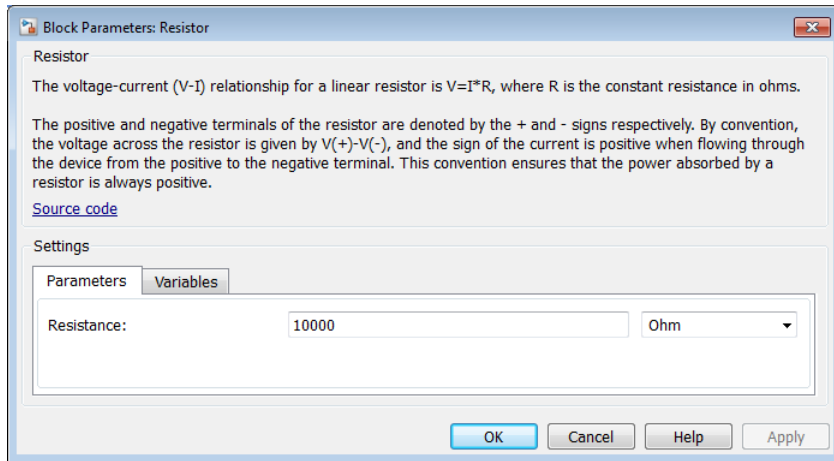 Block Parameters: Resistor
Resistor
The voltage-current (V-I) relationship for a linear resistor is V=I*R, where R is the constant resistance in ohms.
The positive and negative terminals of the resistor are denoted by the + and - signs respectively. By convention,
the voltage across the resistor is given by V(+)-V(-), and the sign of the current is positive when flowing through
the device from the positive to the negative terminal. This convention ensures that the power absorbed by a
resistor is always positive.
Source code
Settings
Parameters Variables
Resistance: 10000 Ohm
OK Cancel Help Apply